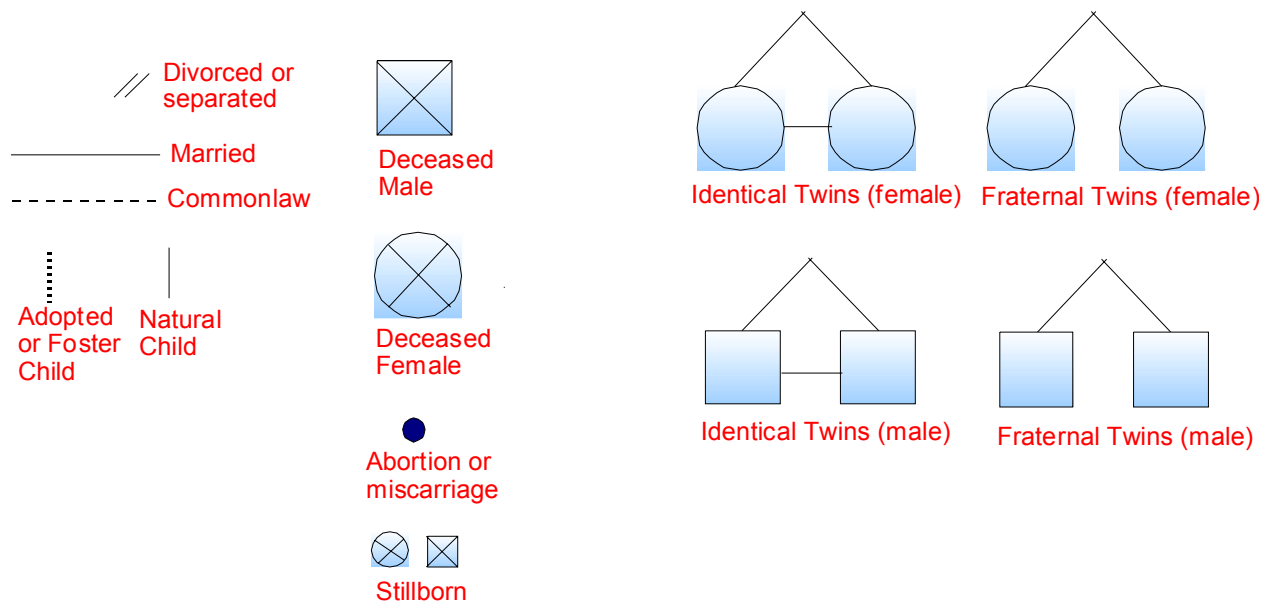 Divorced or
separated
Married
Commonlaw
Adopted
or Foster
Child
Natural
Child
Deceased
Male
Deceased
Female
Abortion or
miscarriage
Stillborn
Identical Twins (female)
Fraternal Twins (female)
Identical Twins (male)
Fraternal Twins (male)